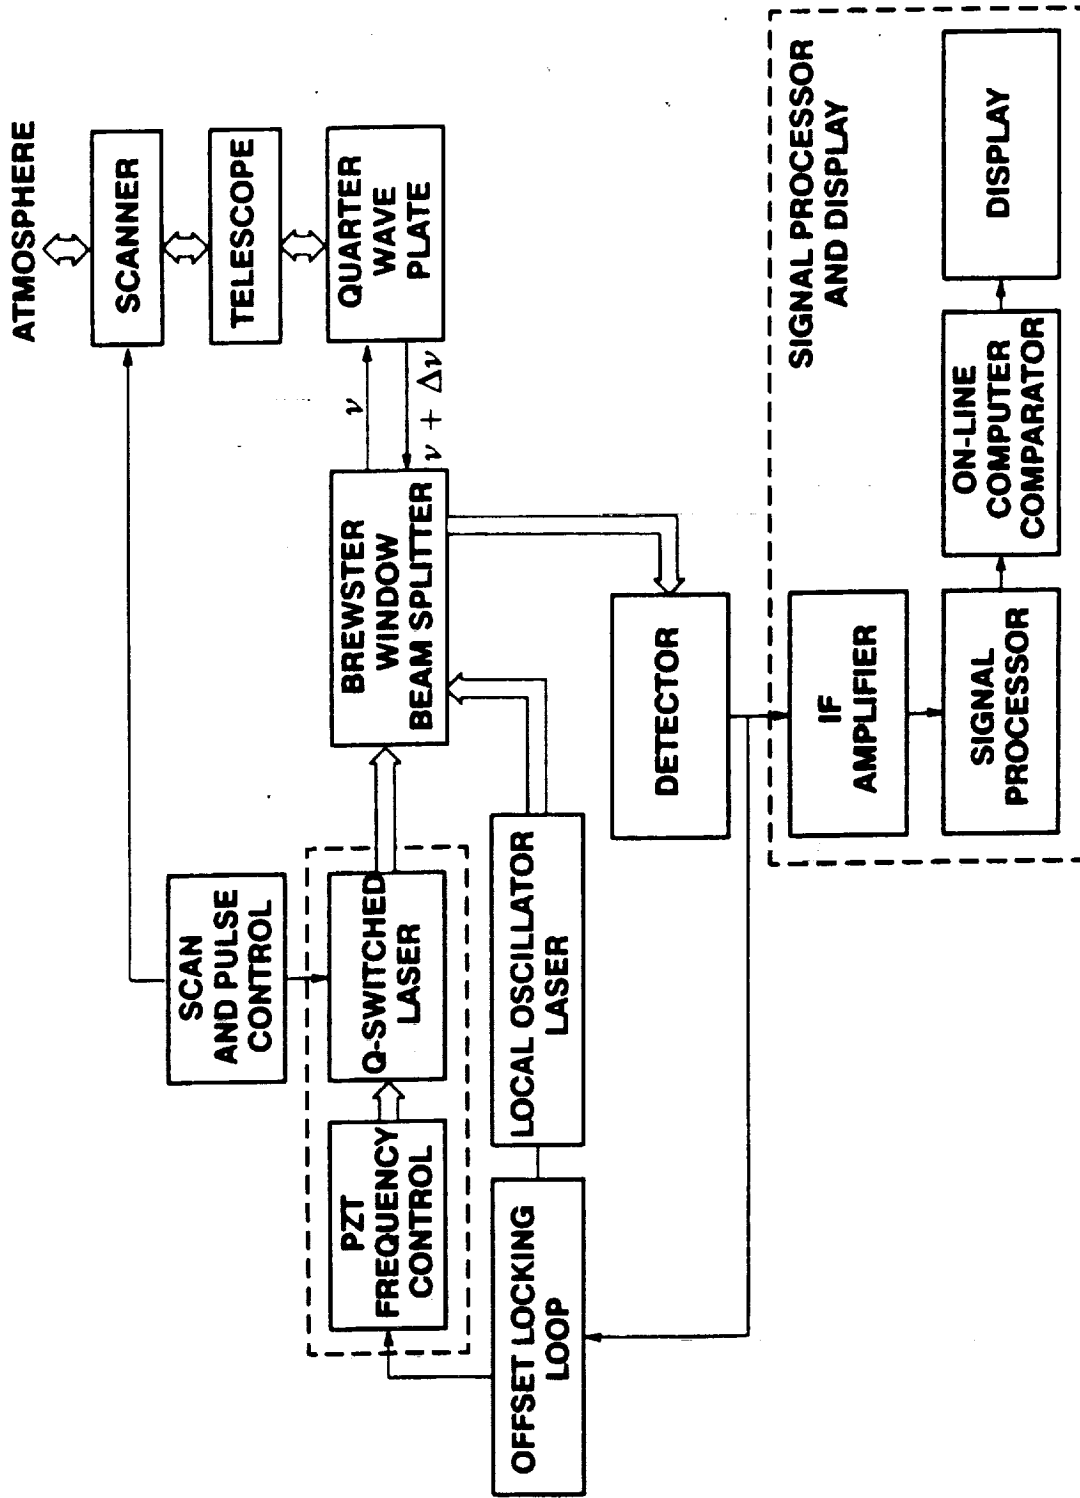 ATMOSPHERE
SCANNER
TELESCOPE
QUARTER
WAVE
PLATE
ν
ν + Δν
BREWSTER
WINDOW
BEAM SPLITTER
SCAN
AND PULSE
CONTROL
Q-SWITCHED
LASER
PZT
FREQUENCY
CONTROL
LOCAL OSCILLATOR
LASER
OFFSET LOCKING
LOOP
DETECTOR
SIGNAL PROCESSOR
AND DISPLAY
IF
AMPLIFIER
SIGNAL
PROCESSOR
ON-LINE
COMPUTER
COMPARATOR
DISPLAY